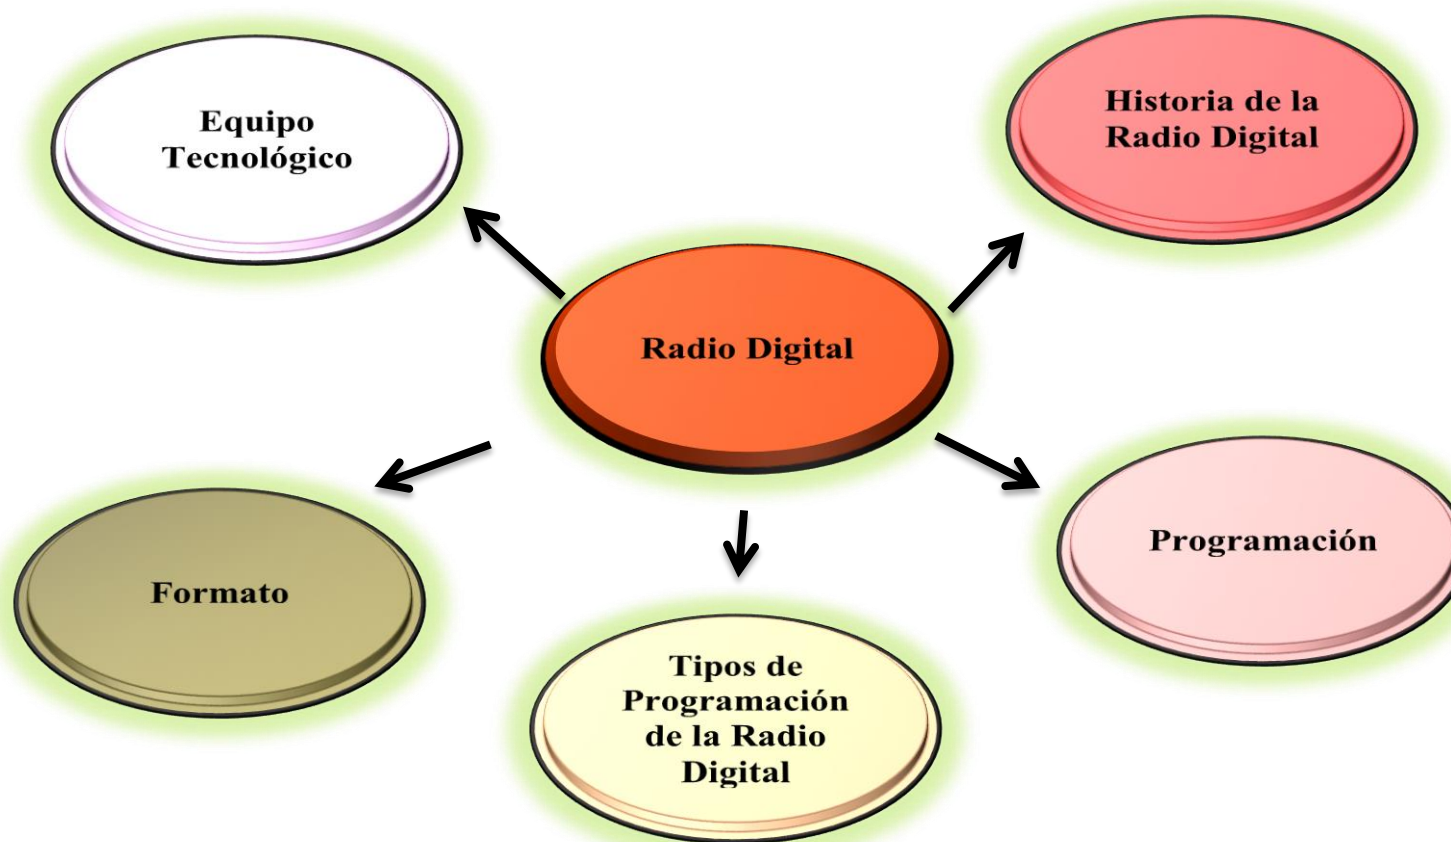 Equipo
Tecnológico
Historia de la
Radio Digital
Radio Digital
Formato
Programación
Tipos de
Programación
de la Radio
Digital